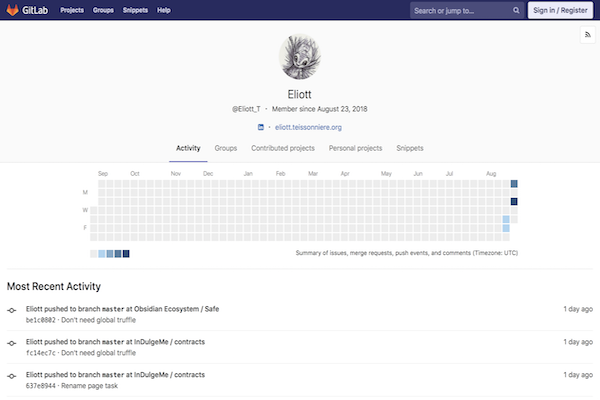 GitLab Projects Groups Snippets Help Search or jump to... Sign in / Register
Eliott
@Eliott_T · Member since August 23, 2018
eliott.teissonniere.org
Activity Groups Contributed projects Personal projects Snippets
Sep Oct Nov Dec Jan Feb Mar Apr May Jun Jul Aug
M
W
F
Summary of issues, merge requests, push events, and comments (Timezone: UTC)
Most Recent Activity
Eliott pushed to branch master at Obsidian Ecosystem / Safe 1 day ago
be1c0802 · Don't need global truffle
Eliott pushed to branch master at InDulgeMe / contracts 1 day ago
fc14ec7c · Don't need global truffle
Eliott pushed to branch master at InDulgeMe / contracts 1 day ago
637e8944 · Rename page task